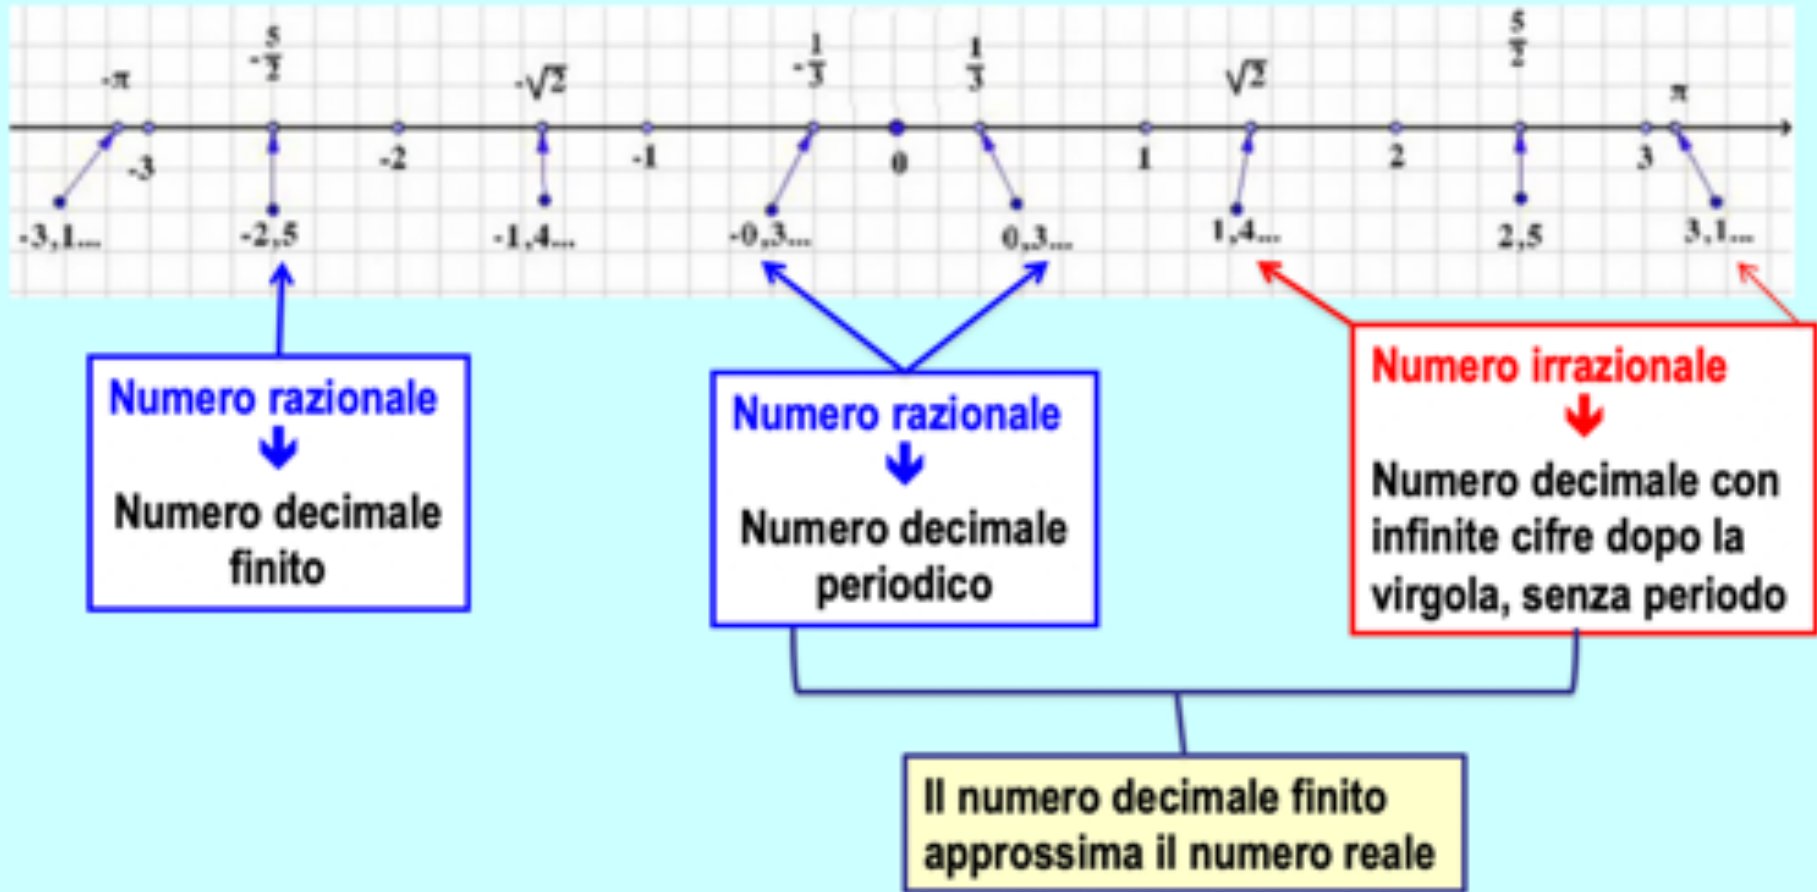 -π -5/2 -√2 -1/3 1/3 √2 5/2 π
-3 -2 -1 0 1 2 3
-3,1... -2,5 -1,4... -0,3... 0,3... 1,4... 2,5 3,1...
Numero razionale
Numero decimale
finito
Numero razionale
Numero decimale
periodico
Numero irrazionale
Numero decimale con
infinite cifre dopo la
virgola, senza periodo
Il numero decimale finito
approssima il numero reale